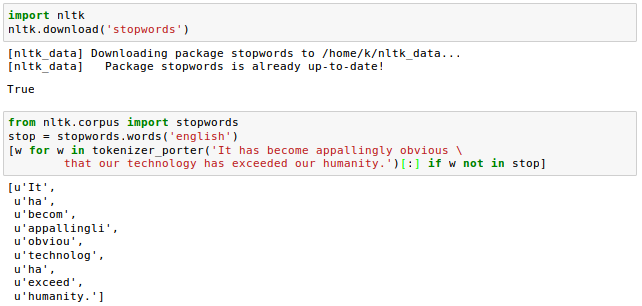 import nltk
nltk.download('stopwords')
[nltk_data] Downloading package stopwords to /home/k/nltk_data...
[nltk_data]   Package stopwords is already up-to-date!
True
from nltk.corpus import stopwords
stop = stopwords.words('english')
[w for w in tokenizer_porter('It has become appallingly obvious \
        that our technology has exceeded our humanity.')[:] if w not in stop]
[u'It',
 u'ha',
 u'becom',
 u'appallingli',
 u'obviou',
 u'technolog',
 u'ha',
 u'exceed',
 u'humanity.']